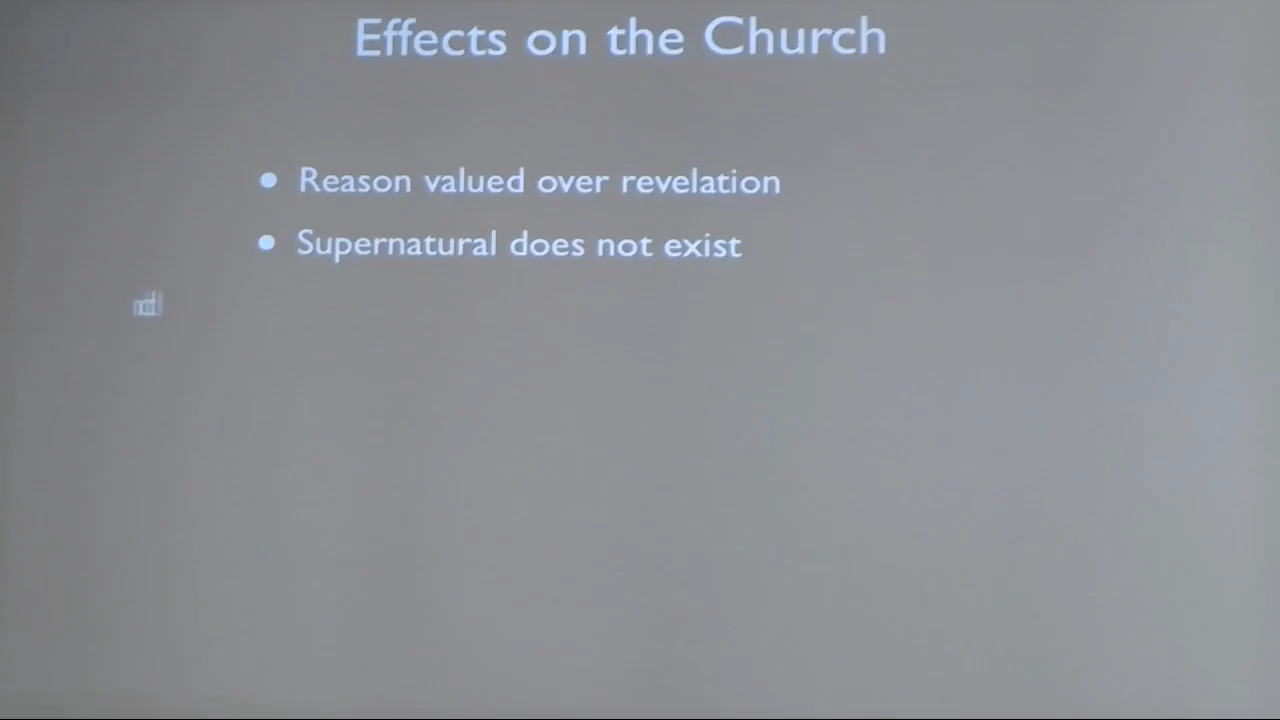 Effects on the Church
• Reason valued over revelation
• Supernatural does not exist